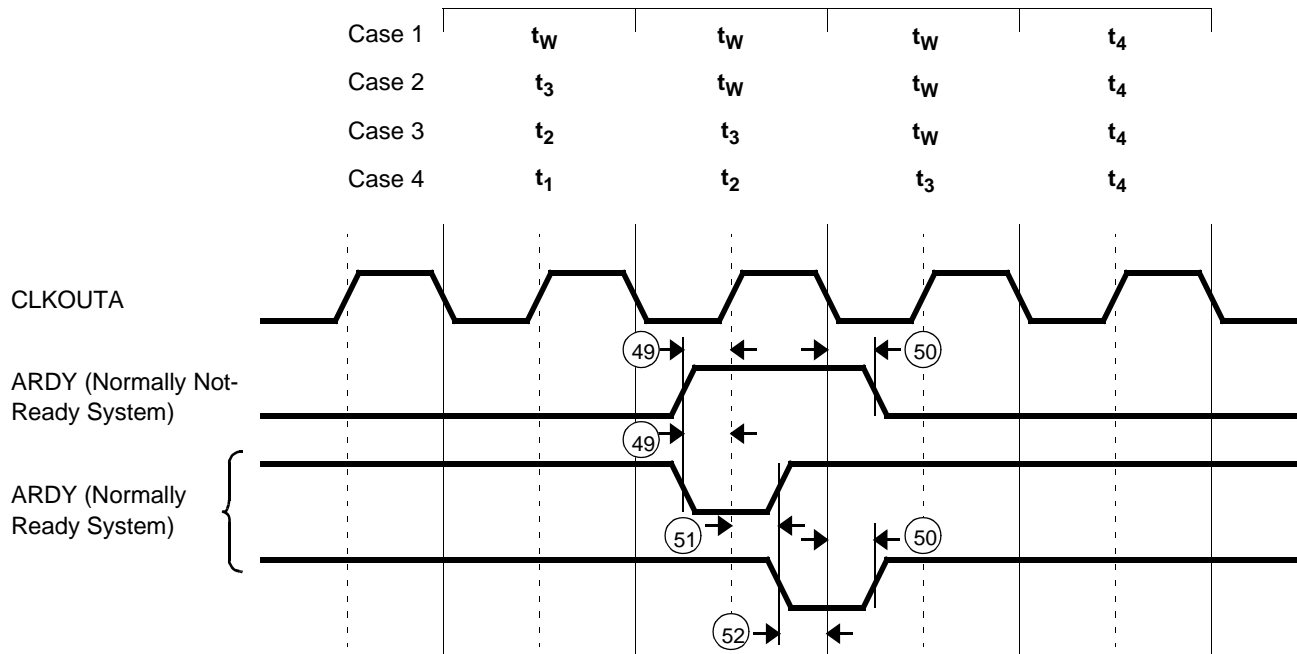 Case 1 tW tW tW t4
Case 2 t3 tW tW t4
Case 3 t2 t3 tW t4
Case 4 t1 t2 t3 t4
CLKOUTA
49 50
ARDY (Normally Not-
Ready System)
49
ARDY (Normally
Ready System)
51 50
52